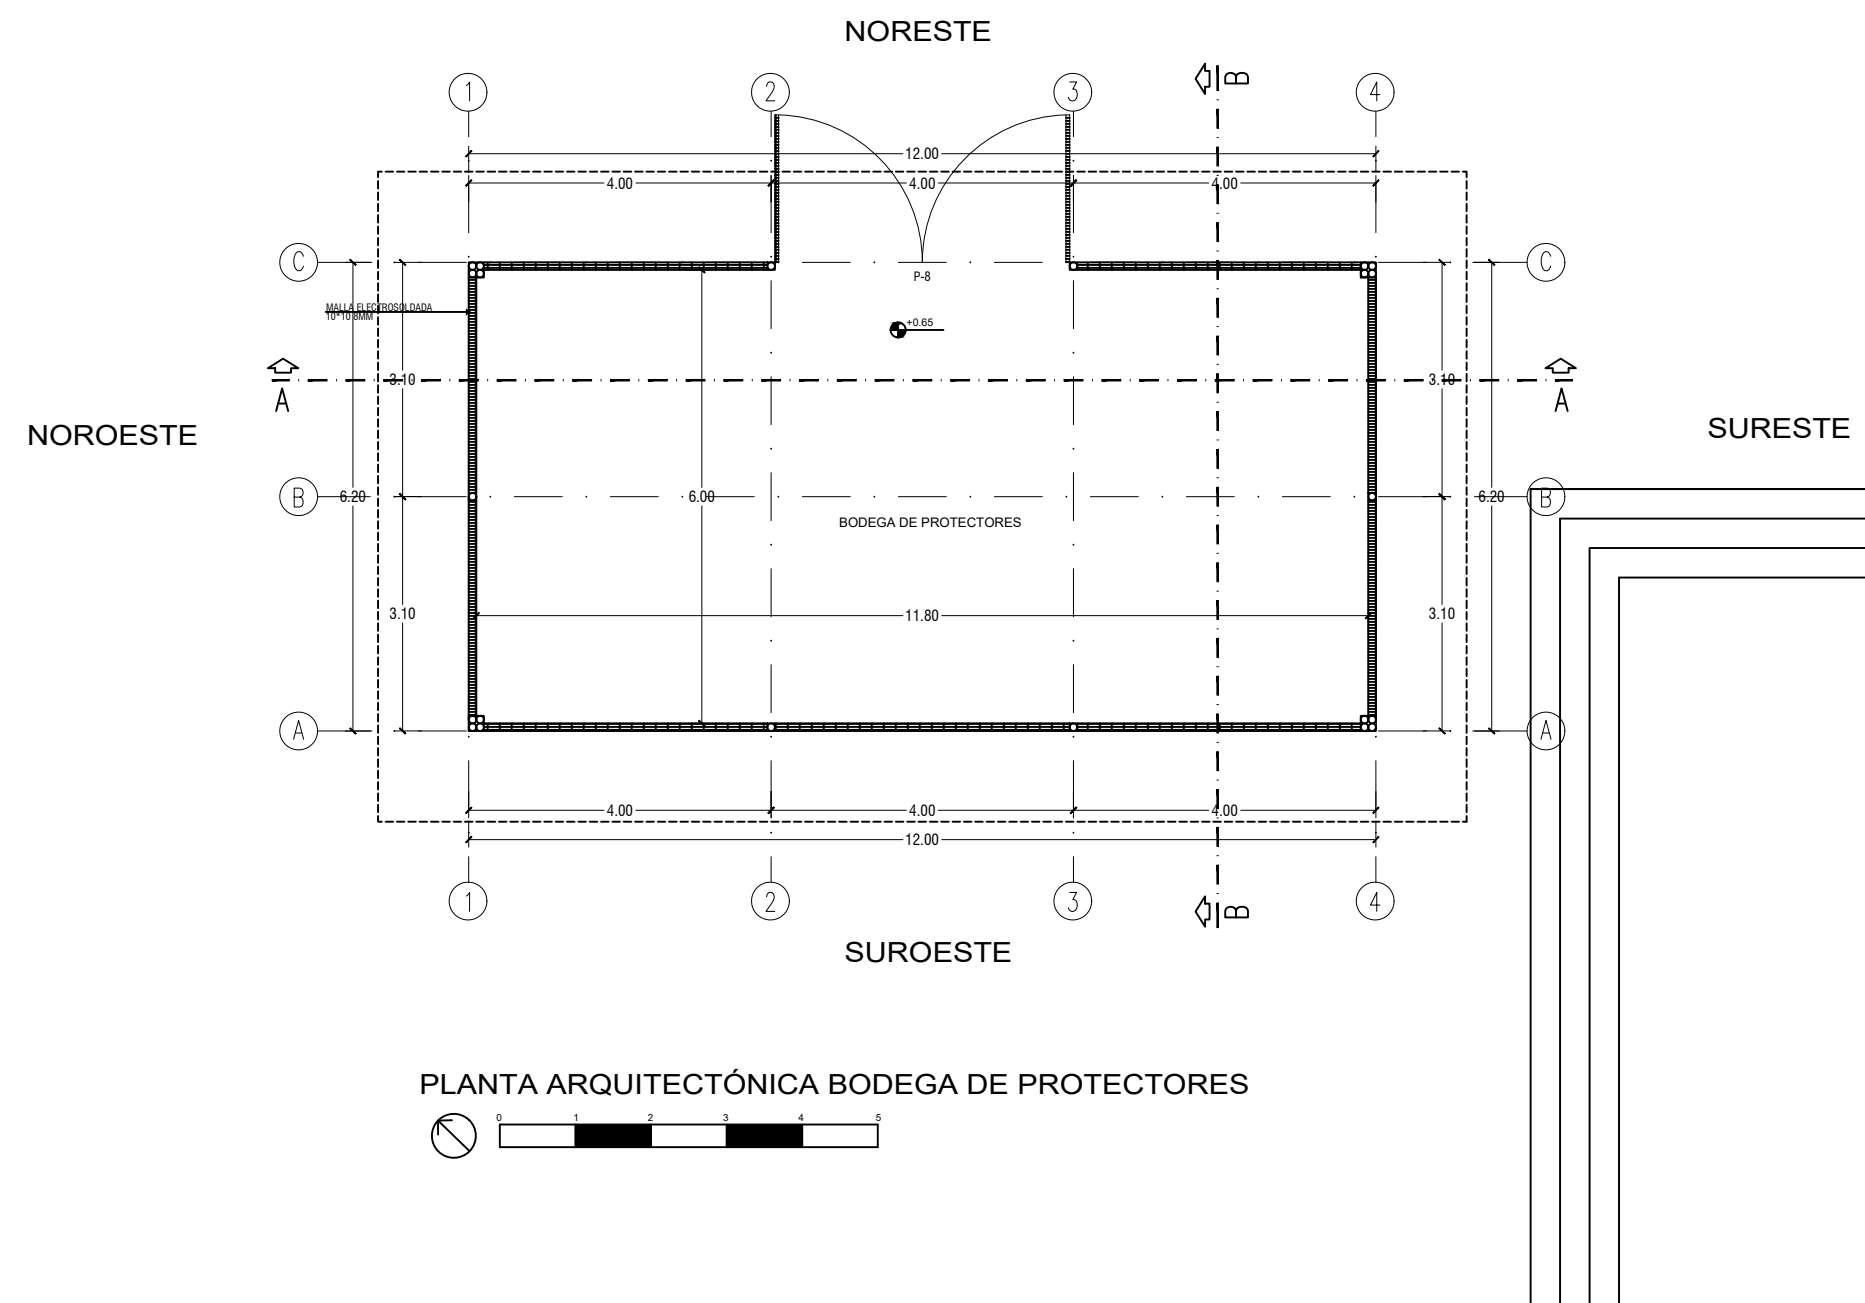 NORESTE
B
1
2
3
4
12.00
4.00
4.00
4.00
C
C
P-8
MALLA ELECTROSOLDADA
10*10 8MM
+0.65
3.10
3.10
A
A
NOROESTE
SURESTE
B
6.20
6.00
6.20
B
BODEGA DE PROTECTORES
3.10
11.80
3.10
A
A
4.00
4.00
4.00
12.00
1
2
3
4
B
SUROESTE
PLANTA ARQUITECTÓNICA BODEGA DE PROTECTORES
0 1 2 3 4 5